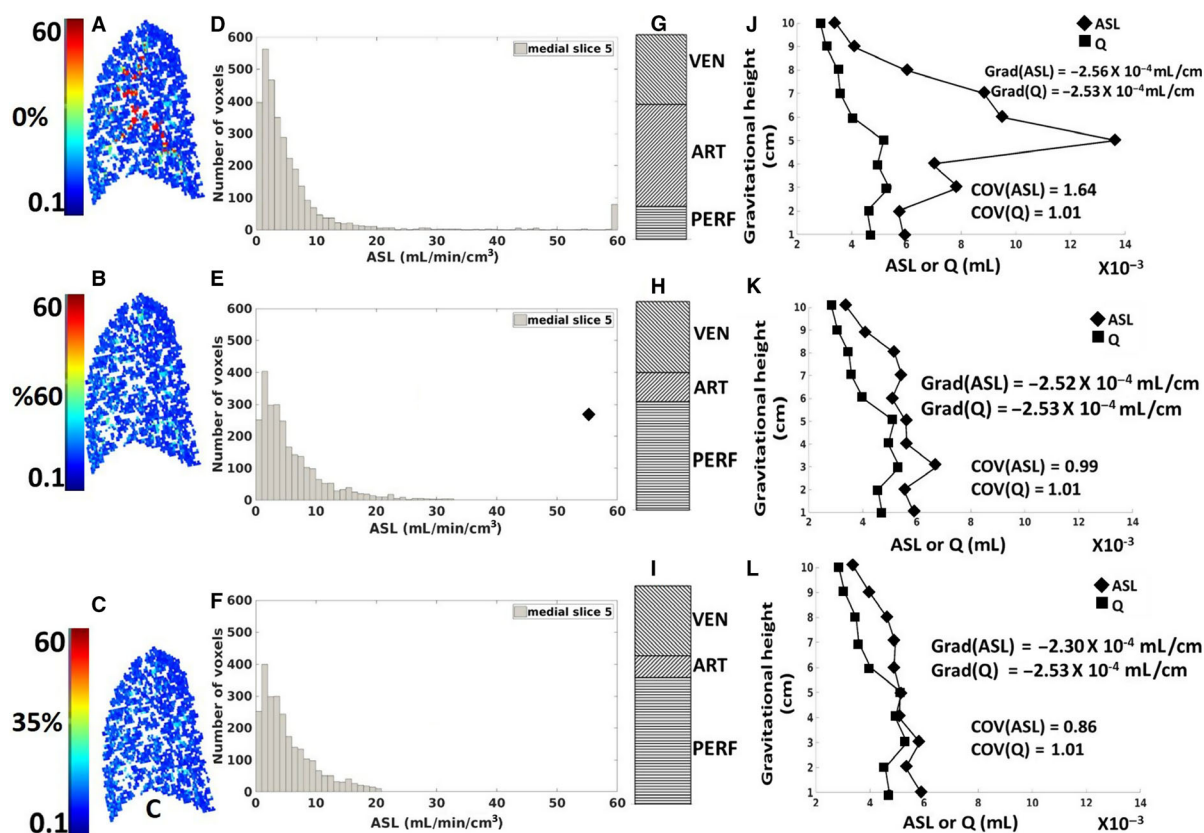 A
60
0%
0.1
D
600
500
400
300
200
100
0
Number of voxels
medial slice 5
0 10 20 30 40 50 60
ASL (mL/min/cm³)
G
VEN
ART
PERF
J
10
9
8
7
6
5
4
3
2
1
Gravitational height
(cm)
ASL
Q
Grad(ASL) = −2.56 X 10⁻⁴ mL/cm
Grad(Q) = −2.53 X 10⁻⁴ mL/cm
COV(ASL) = 1.64
COV(Q) = 1.01
2 4 6 8 10 12 14
ASL or Q (mL)
X10⁻³
B
60
%60
0.1
E
600
500
400
300
200
100
0
Number of voxels
medial slice 5
0 10 20 30 40 50 60
ASL (mL/min/cm³)
H
VEN
ART
PERF
K
10
9
8
7
6
5
4
3
2
1
Gravitational height
(cm)
ASL
Q
Grad(ASL) = −2.52 X 10⁻⁴ mL/cm
Grad(Q) = −2.53 X 10⁻⁴ mL/cm
COV(ASL) = 0.99
COV(Q) = 1.01
2 4 6 8 10 12 14
ASL or Q (mL)
X10⁻³
C
60
35%
0.1
C
F
600
500
400
300
200
100
0
Number of voxels
medial slice 5
0 10 20 30 40 50 60
ASL (mL/min/cm³)
I
VEN
ART
PERF
L
10
9
8
7
6
5
4
3
2
1
Gravitational height
(cm)
ASL
Q
Grad(ASL) = −2.30 X 10⁻⁴ mL/cm
Grad(Q) = −2.53 X 10⁻⁴ mL/cm
COV(ASL) = 0.86
COV(Q) = 1.01
2 4 6 8 10 12 14
ASL or Q (mL)
X10⁻³